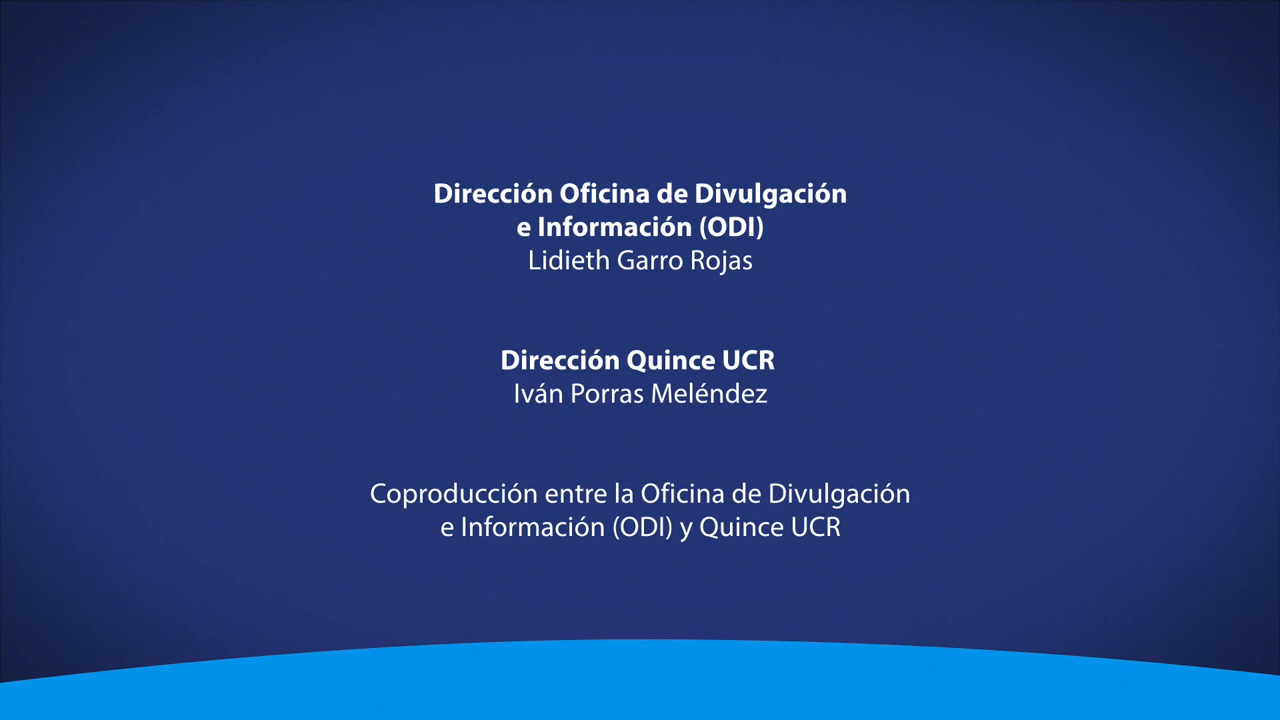 Dirección Oficina de Divulgación
e Información (ODI)
Lidieth Garro Rojas
Dirección Quince UCR
Iván Porras Meléndez
Coproducción entre la Oficina de Divulgación
e Información (ODI) y Quince UCR